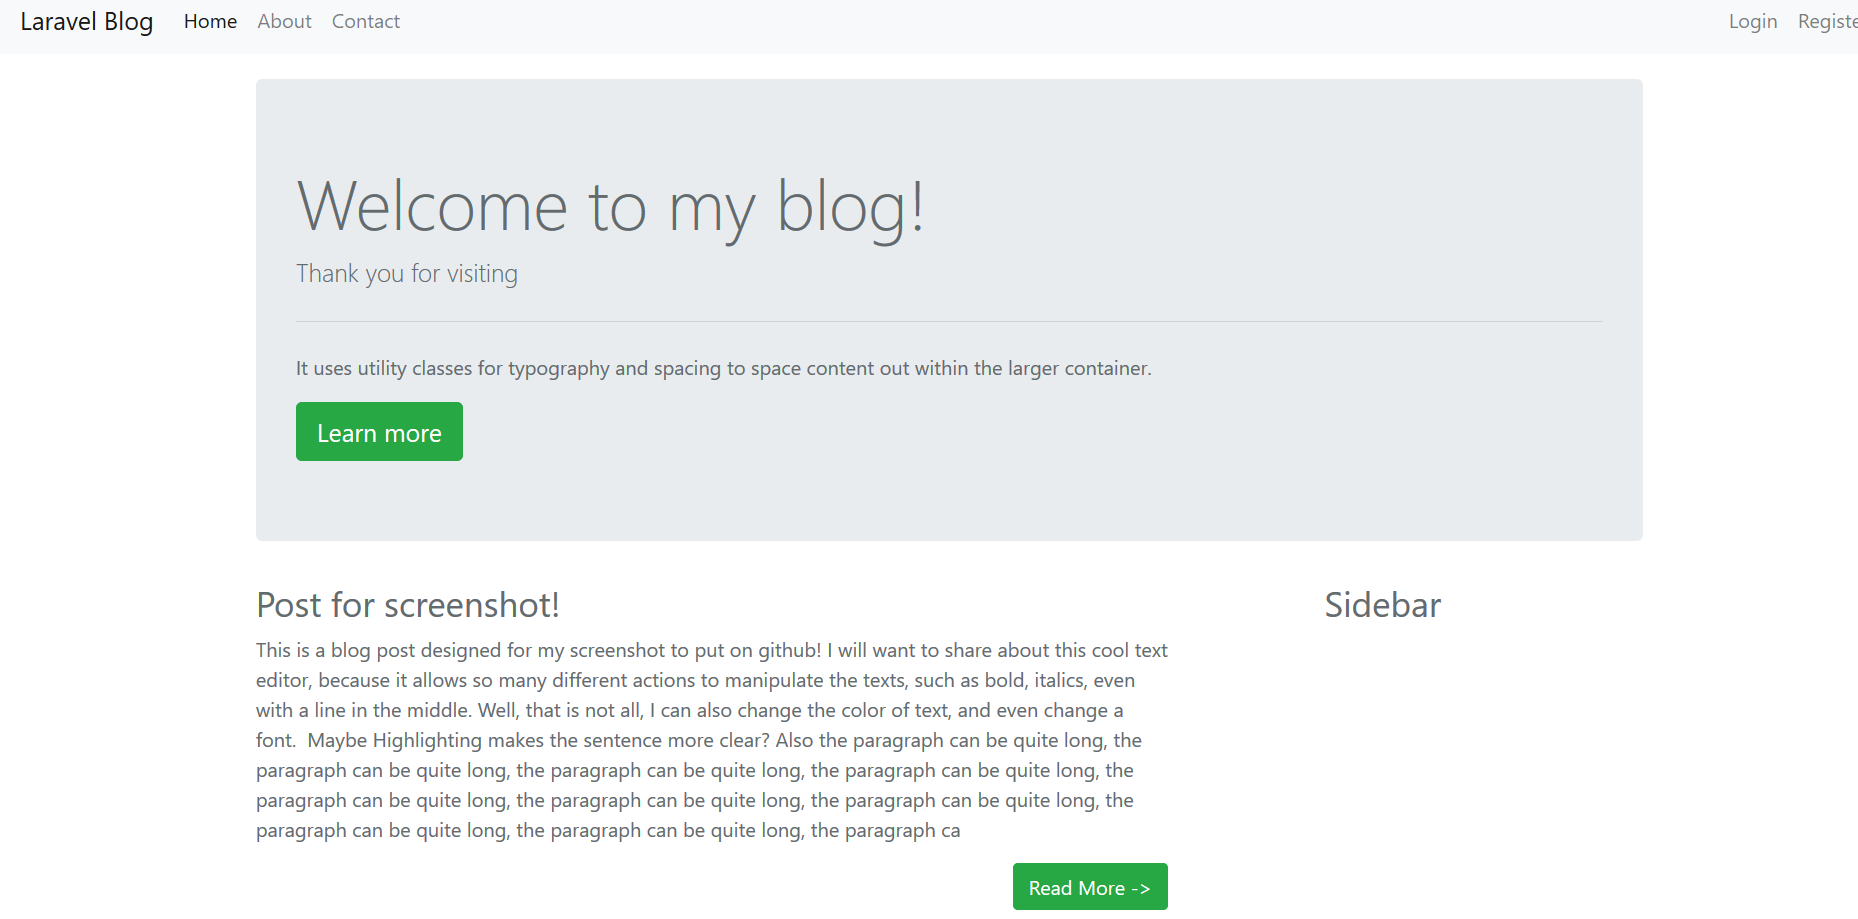 Laravel Blog Home About Contact Login Registe
Welcome to my blog!
Thank you for visiting
It uses utility classes for typography and spacing to space content out within the larger container.
Learn more
Post for screenshot!
This is a blog post designed for my screenshot to put on github! I will want to share about this cool text
editor, because it allows so many different actions to manipulate the texts, such as bold, italics, even
with a line in the middle. Well, that is not all, I can also change the color of text, and even change a
font.  Maybe Highlighting makes the sentence more clear? Also the paragraph can be quite long, the
paragraph can be quite long, the paragraph can be quite long, the paragraph can be quite long, the
paragraph can be quite long, the paragraph can be quite long, the paragraph can be quite long, the
paragraph can be quite long, the paragraph can be quite long, the paragraph ca
Read More ->
Sidebar